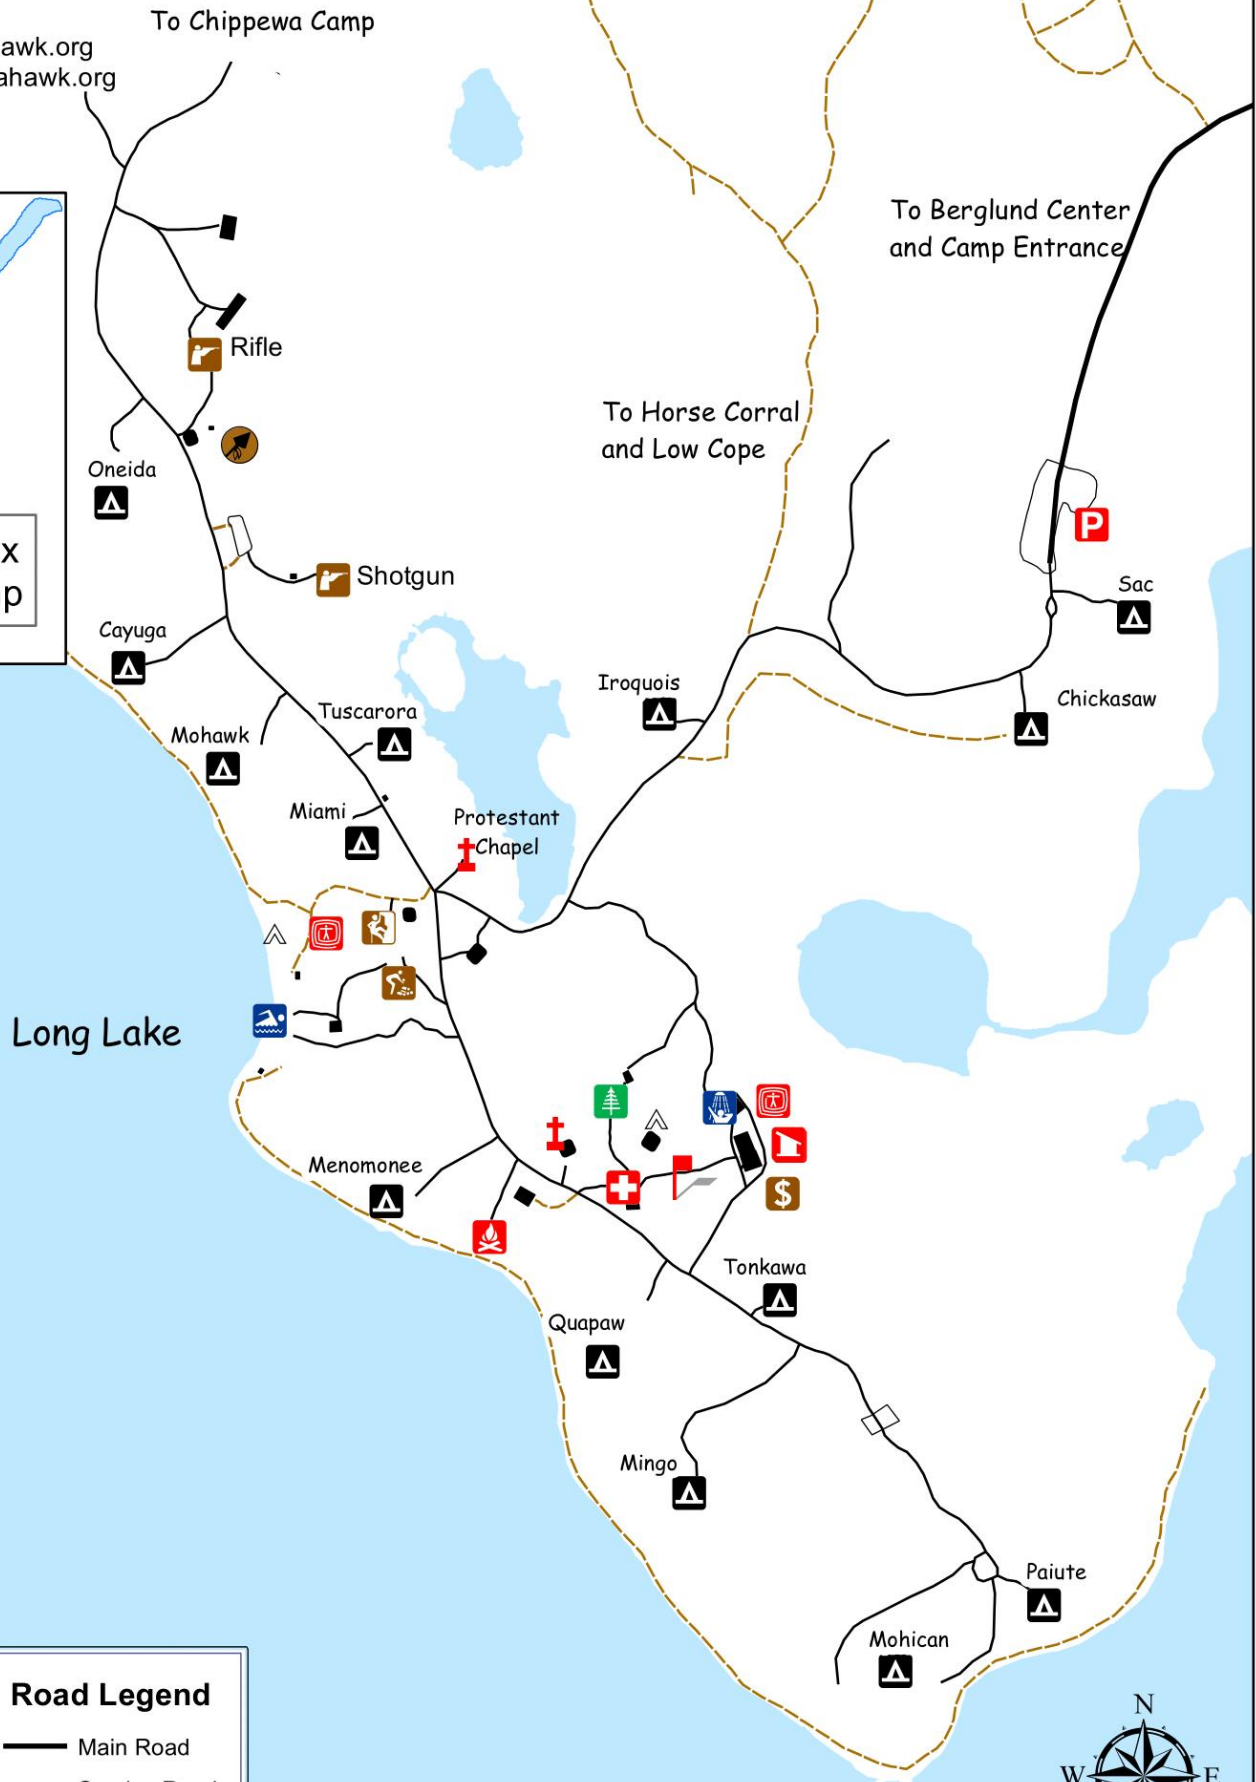 To Chippewa Camp
awk.org
ahawk.org
To Berglund Center
and Camp Entrance
Rifle
To Horse Corral
and Low Cope
Oneida
x
p
P
Shotgun
Sac
Cayuga
Iroquois
Chickasaw
Tuscarora
Mohawk
Miami
Protestant
Chapel
Long Lake
Menomonee
$
Tonkawa
Quapaw
Mingo
Paiute
Mohican
Road Legend
N
Main Road
W
E